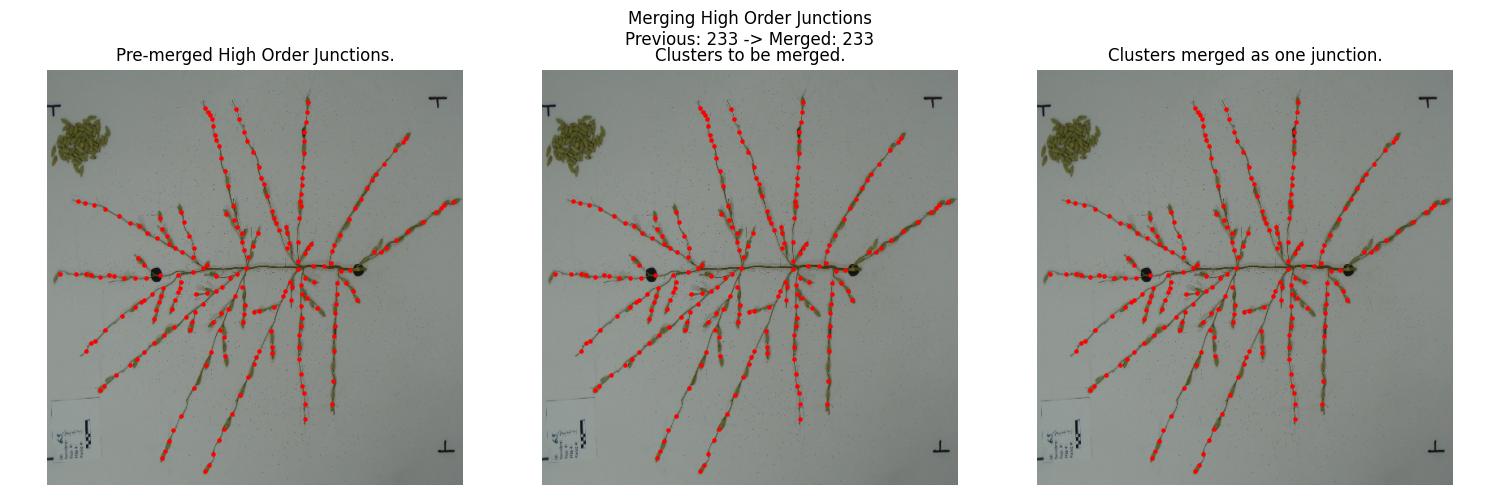 Merging High Order Junctions
Previous: 233 -> Merged: 233
Pre-merged High Order Junctions.
Clusters to be merged.
Clusters merged as one junction.